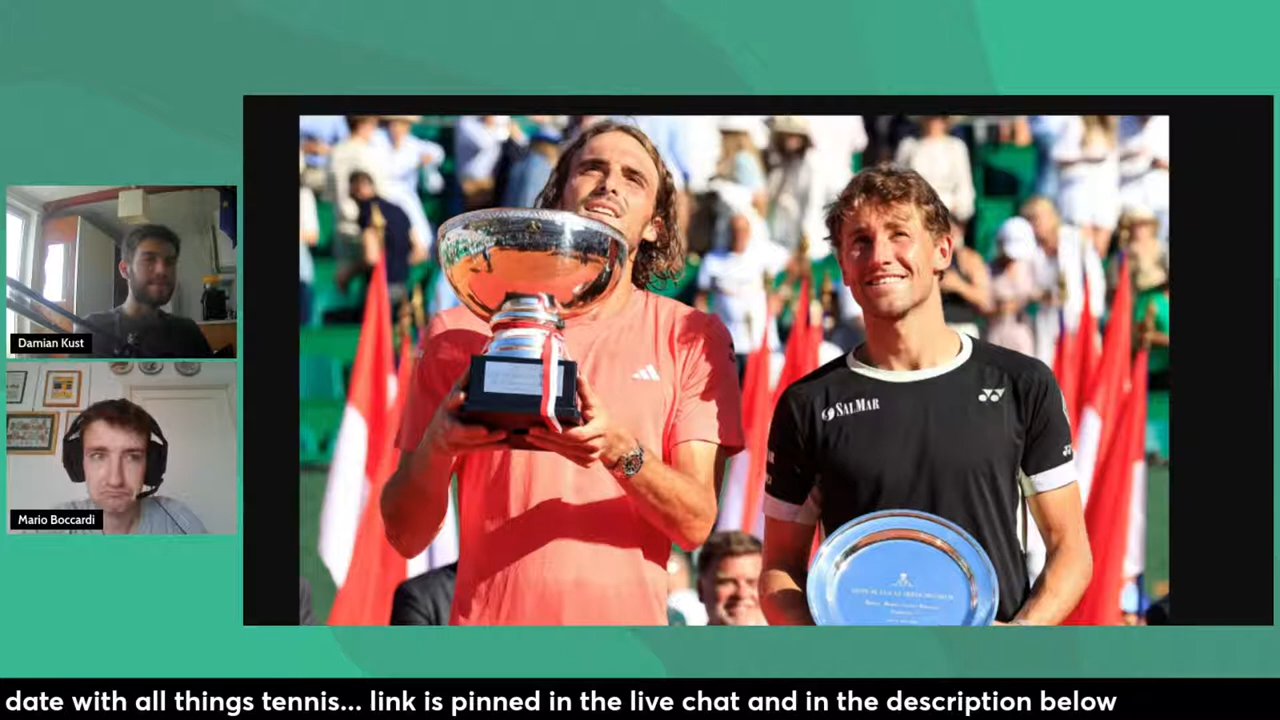 Damian Kust
Mario Boccardi
SALMAR
date with all things tennis... link is pinned in the live chat and in the description below